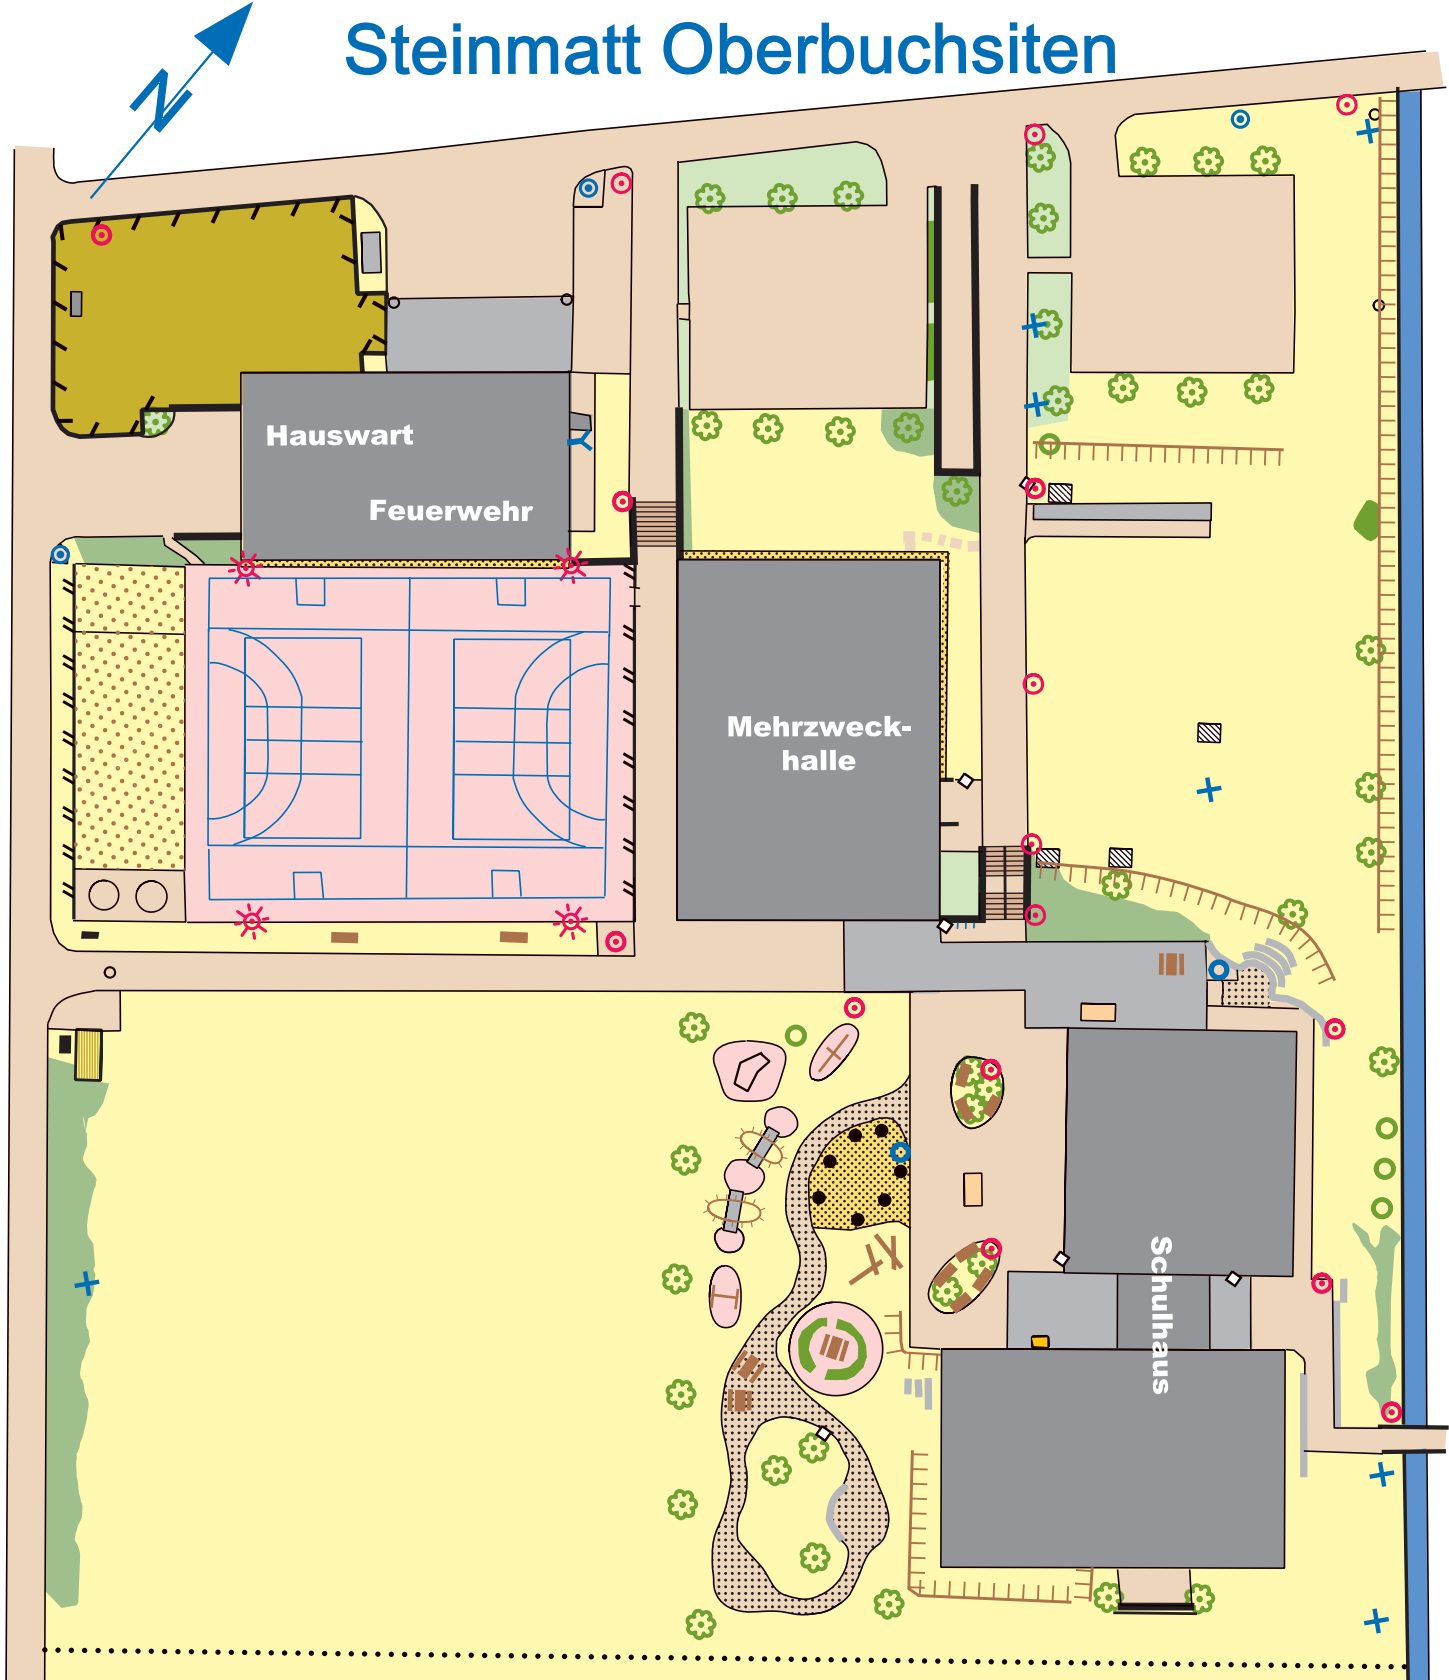 Steinmatt Oberbuchsiten
N
Hauswart
Feuerwehr
Mehrzweck-
halle
Schulhaus